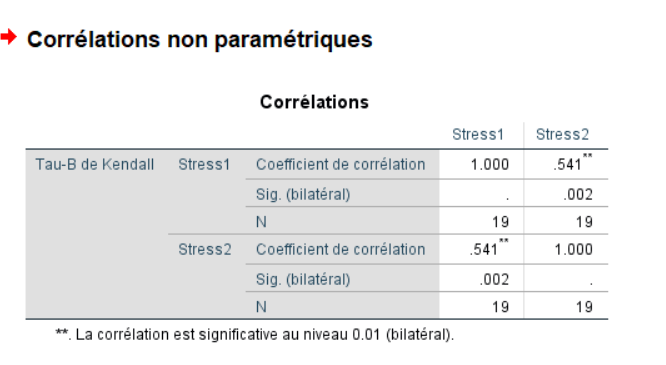 Corrélations non paramétriques
Corrélations
Stress1 Stress2
Tau-B de Kendall Stress1 Coefficient de corrélation 1.000 .541**
Sig. (bilatéral) . .002
N 19 19
Stress2 Coefficient de corrélation .541** 1.000
Sig. (bilatéral) .002 .
N 19 19
**. La corrélation est significative au niveau 0.01 (bilatéral).